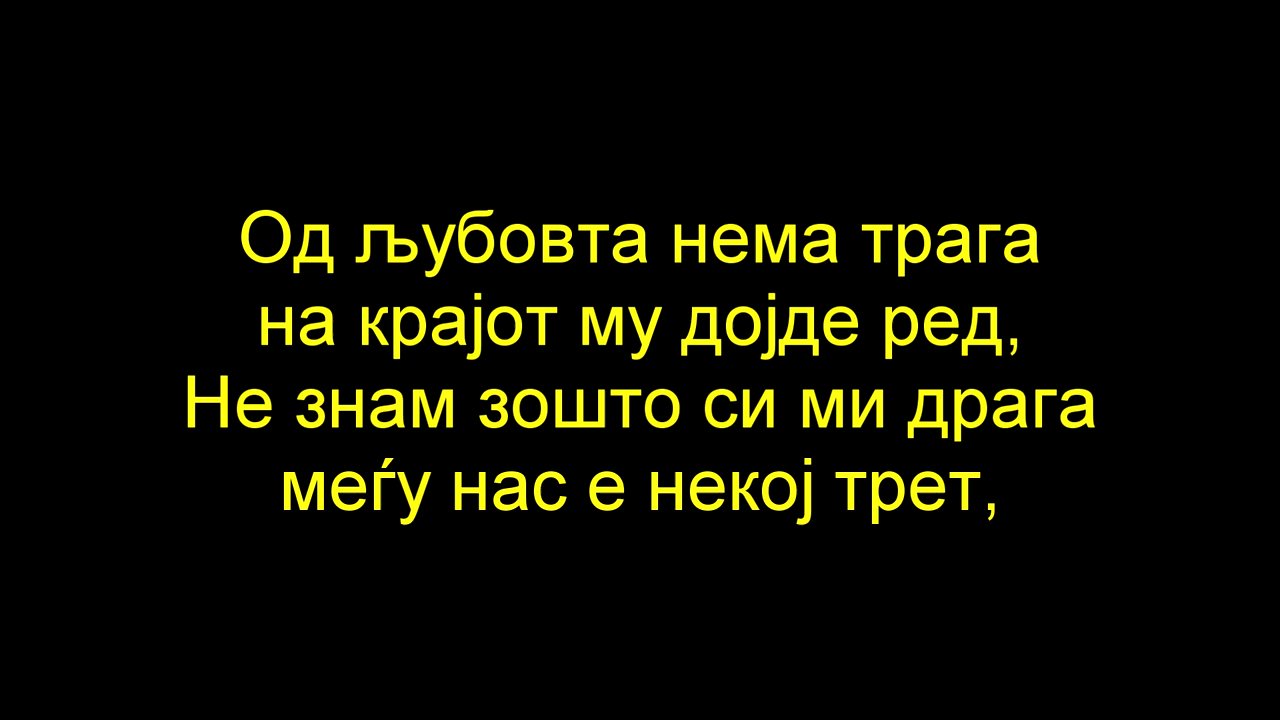 Од љубовта нема трага
на крајот му дојде ред,
Не знам зошто си ми драга
меѓу нас е некој трет,